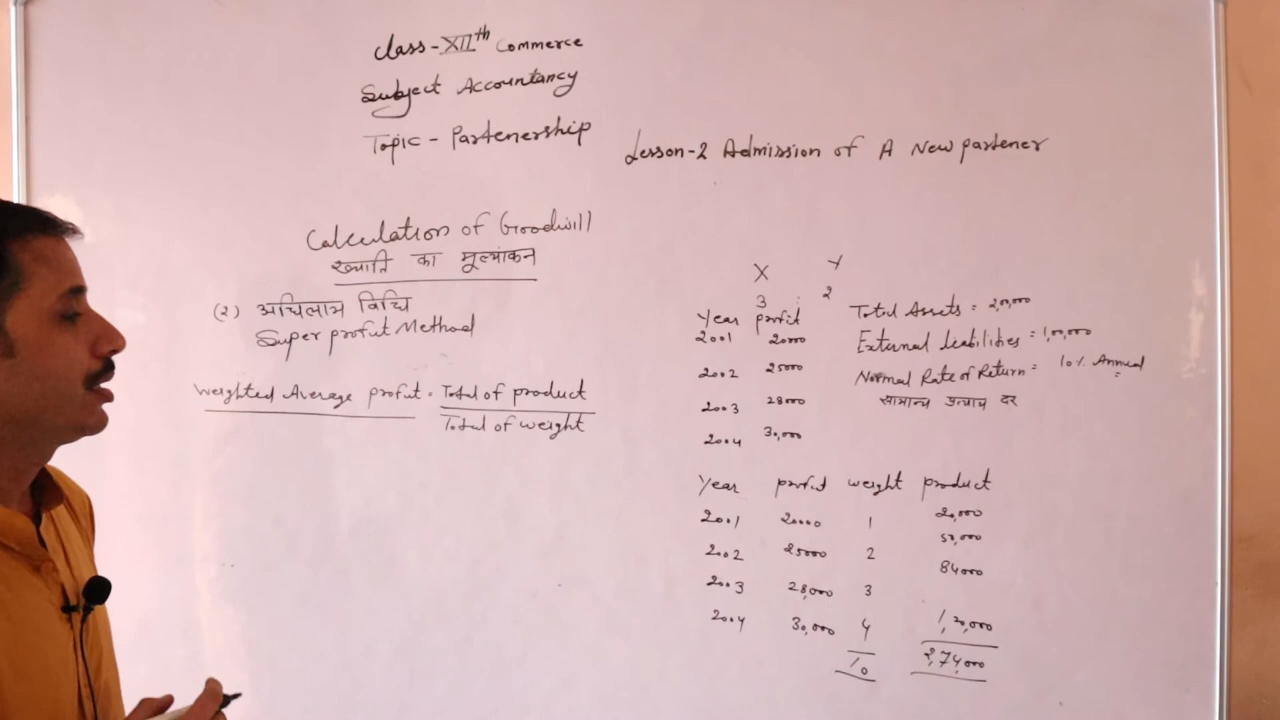 Class-XIIth Commerce
Subject Accountancy
Topic - Partenership
Lesson-2 Admission of A New partener
Calculation of Goodwill
ख्याति का मूल्यांकन
(२) अधिलाभ विधि
Super profit Method
Weighted Average profit = Total of product
Total of weight
X Y
3 : 2
Year profit
2001 20000
2002 25000
2003 28000
2004 30,000
Total Assets = 2,00,000
External Leabilities = 1,00,000
Normal Rate of Return = 10% Annual
सामान्य प्रत्याय दर
Year profit weight product
2001 20000 1 20,000
2002 25000 2 50,000
2003 28,000 3 84000
2004 30,000 4 1,20,000
10 2,74,000